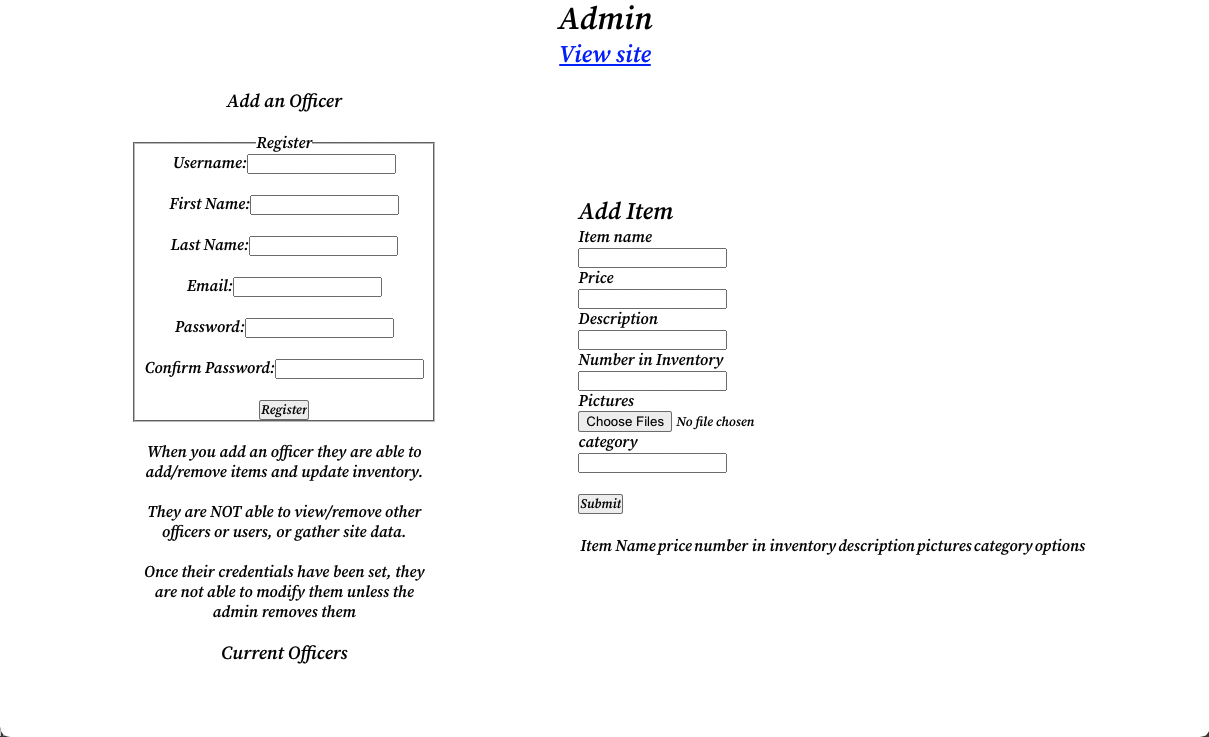 Admin
View site
Add an Officer
Register
Username:
First Name:
Last Name:
Email:
Password:
Confirm Password:
Register
When you add an officer they are able to
add/remove items and update inventory.
They are NOT able to view/remove other
officers or users, or gather site data.
Once their credentials have been set, they
are not able to modify them unless the
admin removes them
Current Officers
Add Item
Item name
Price
Description
Number in Inventory
Pictures
Choose Files No file chosen
category
Submit
Item Name price number in inventory description pictures category options